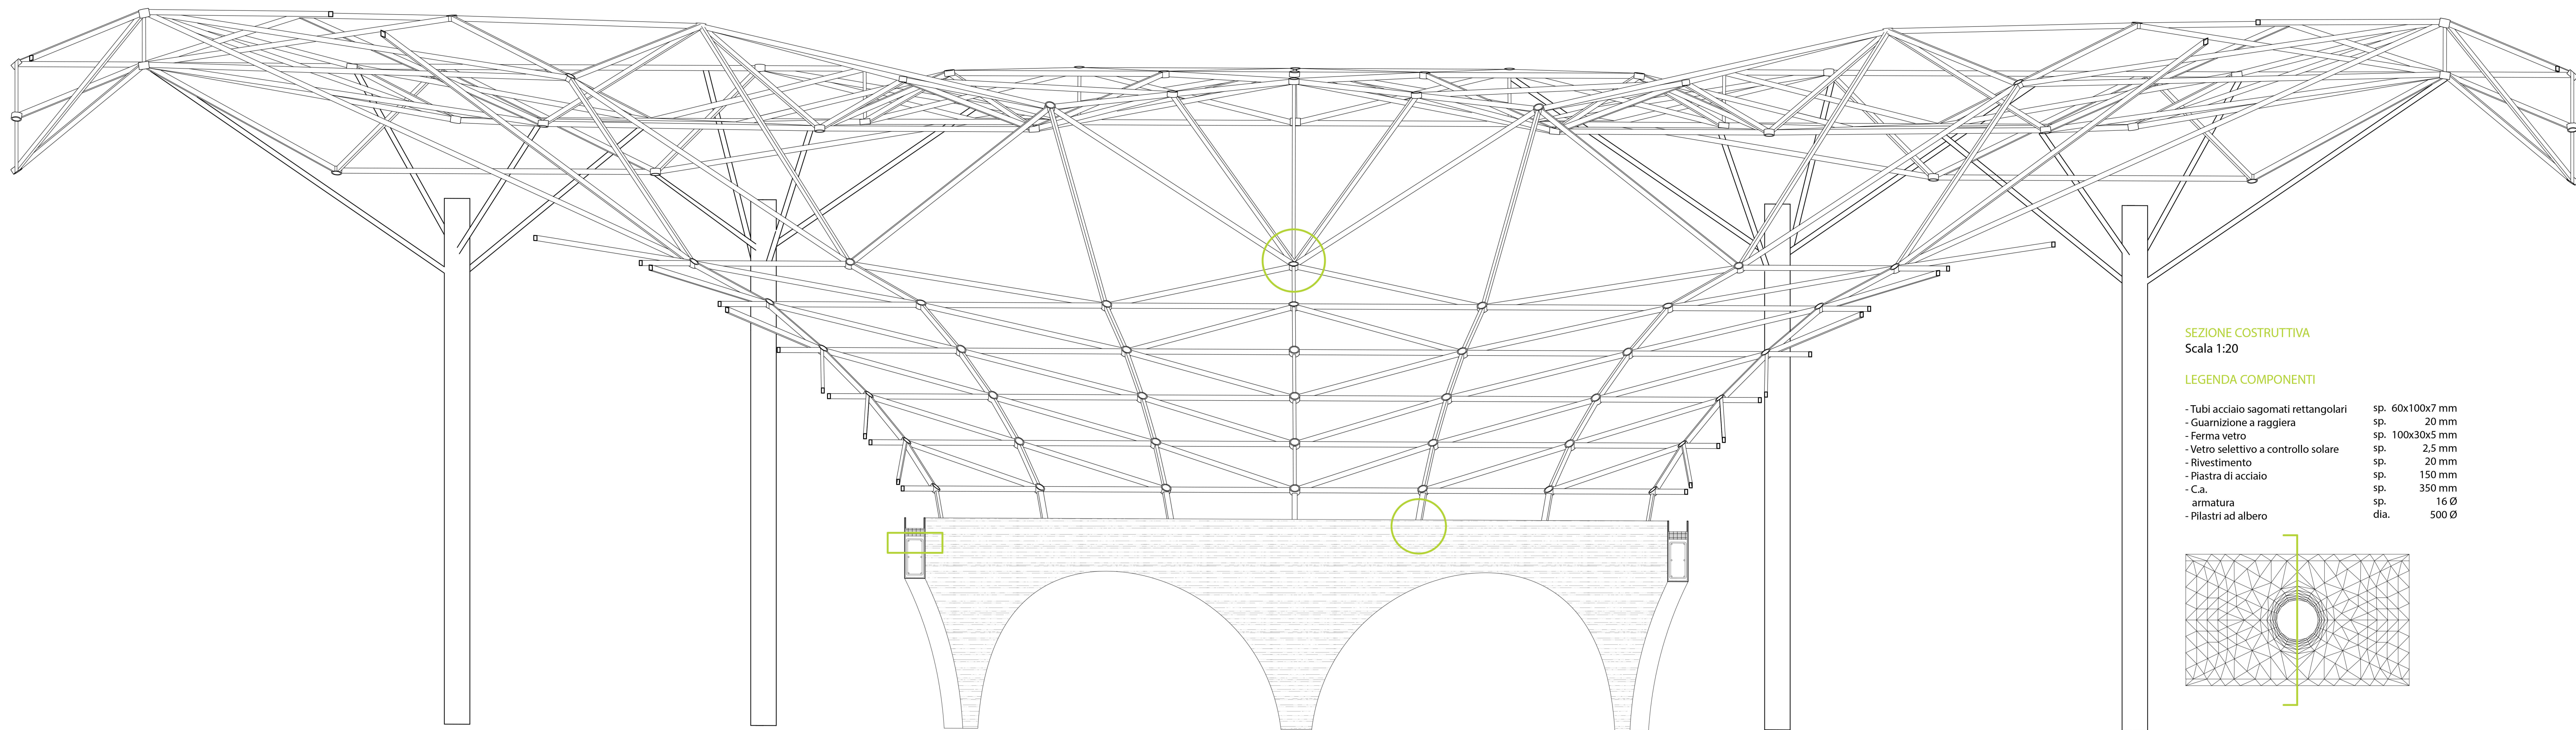 SEZIONE COSTRUTTIVA
Scala 1:20
LEGENDA COMPONENTI
- Tubi acciaio sagomati rettangolari sp. 60x100x7 mm
- Guarnizione a raggiera sp. 20 mm
- Ferma vetro sp. 100x30x5 mm
- Vetro selettivo a controllo solare sp. 2,5 mm
- Rivestimento sp. 20 mm
- Piastra di acciaio sp. 150 mm
- C.a. sp. 350 mm
armatura sp. 16 Ø
- Pilastri ad albero dia. 500 Ø